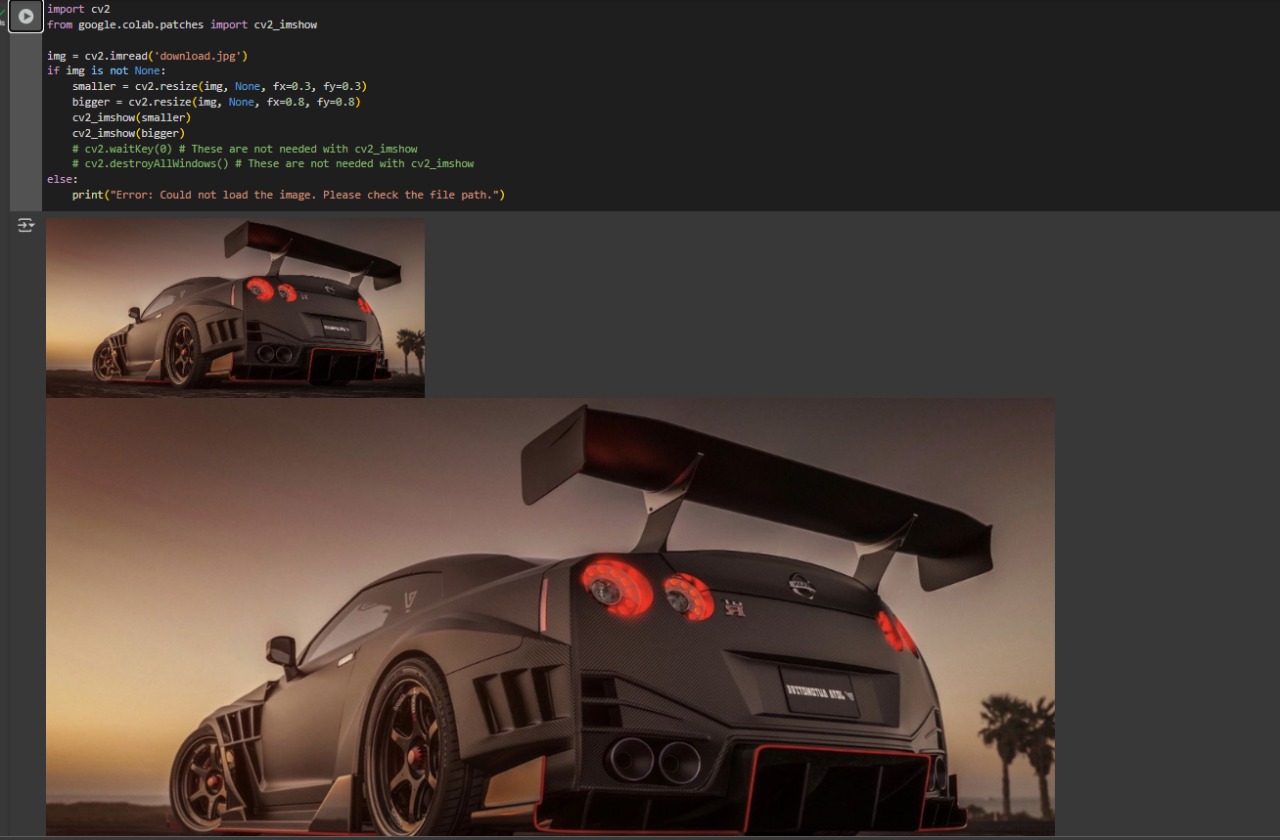 import cv2
from google.colab.patches import cv2_imshow
img = cv2.imread('download.jpg')
if img is not None:
    smaller = cv2.resize(img, None, fx=0.3, fy=0.3)
    bigger = cv2.resize(img, None, fx=0.8, fy=0.8)
    cv2_imshow(smaller)
    cv2_imshow(bigger)
    # cv2.waitKey(0) # These are not needed with cv2_imshow
    # cv2.destroyAllWindows() # These are not needed with cv2_imshow
else:
    print("Error: Could not load the image. Please check the file path.")